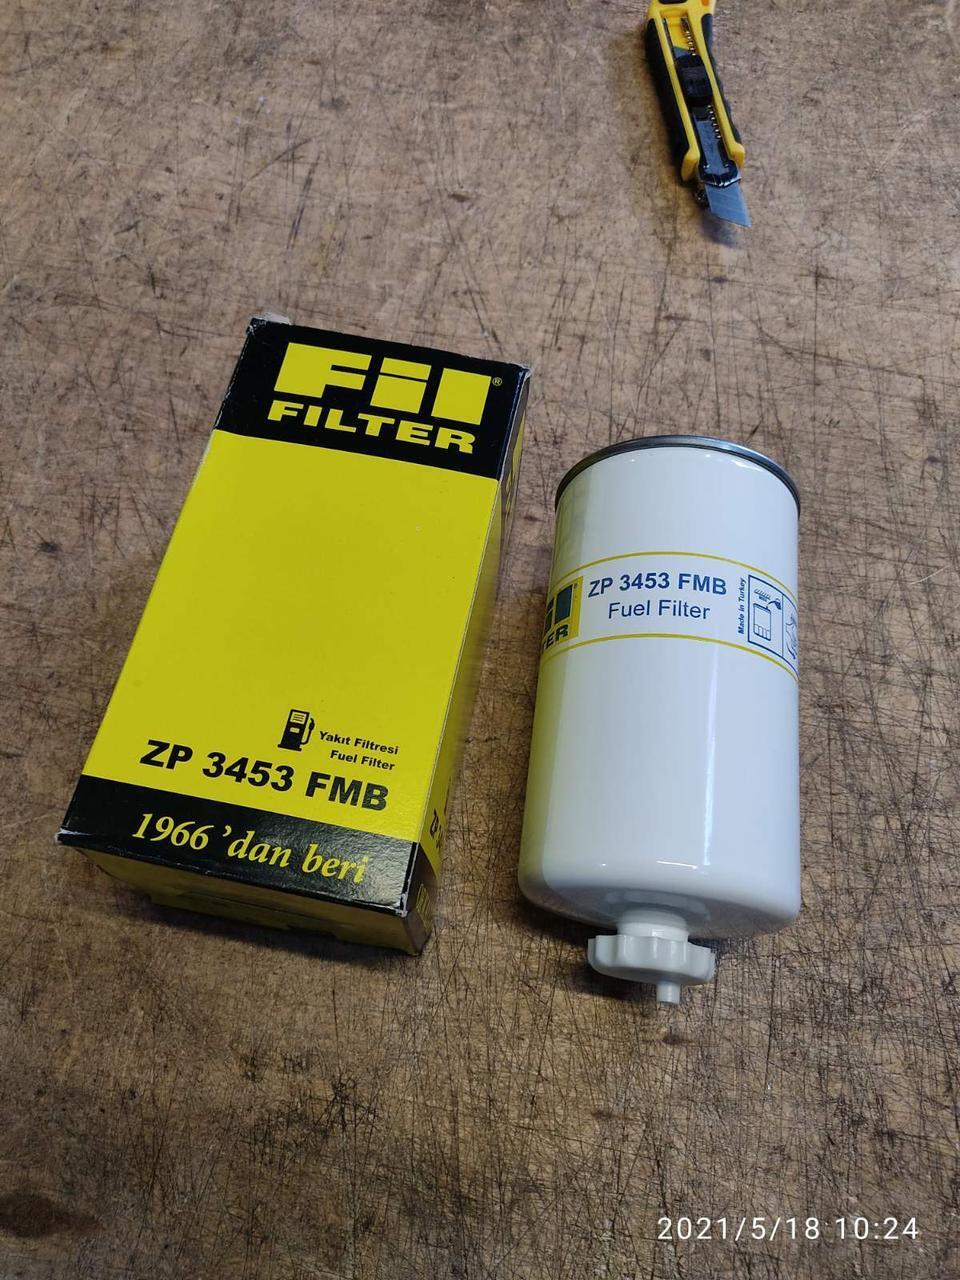 Fil®
FILTER
Yakıt Filtresi
Fuel Filter
ZP 3453 FMB
1966 'dan beri
ZP 3453 FMB
Fuel Filter
Made in Turkey
2021/5/18 10:24